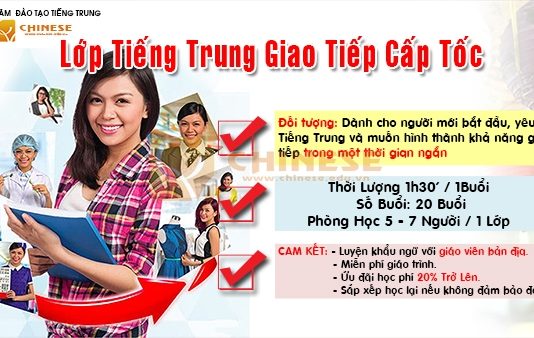 TÂM ĐÀO TẠO TIẾNG TRUNG
CHINESE
Lớp Tiếng Trung Giao Tiếp Cấp Tốc
Đối tượng: Dành cho người mới bắt đầu, yêu
Tiếng Trung và muốn hình thành khả năng g
tiếp trong một thời gian ngắn
CHINESE
www.chinese.edu.vn
Thời Lượng 1h30' / 1Buổi
Số Buổi: 20 Buổi
Phòng Học 5 - 7 Người / 1 Lớp
CAM KẾT: - Luyện khẩu ngữ với giáo viên bản địa.
- Miễn phí giáo trình.
- Ưu đãi học phí 20% Trở Lên.
- Sắp xếp học lại nếu không đảm bảo đ